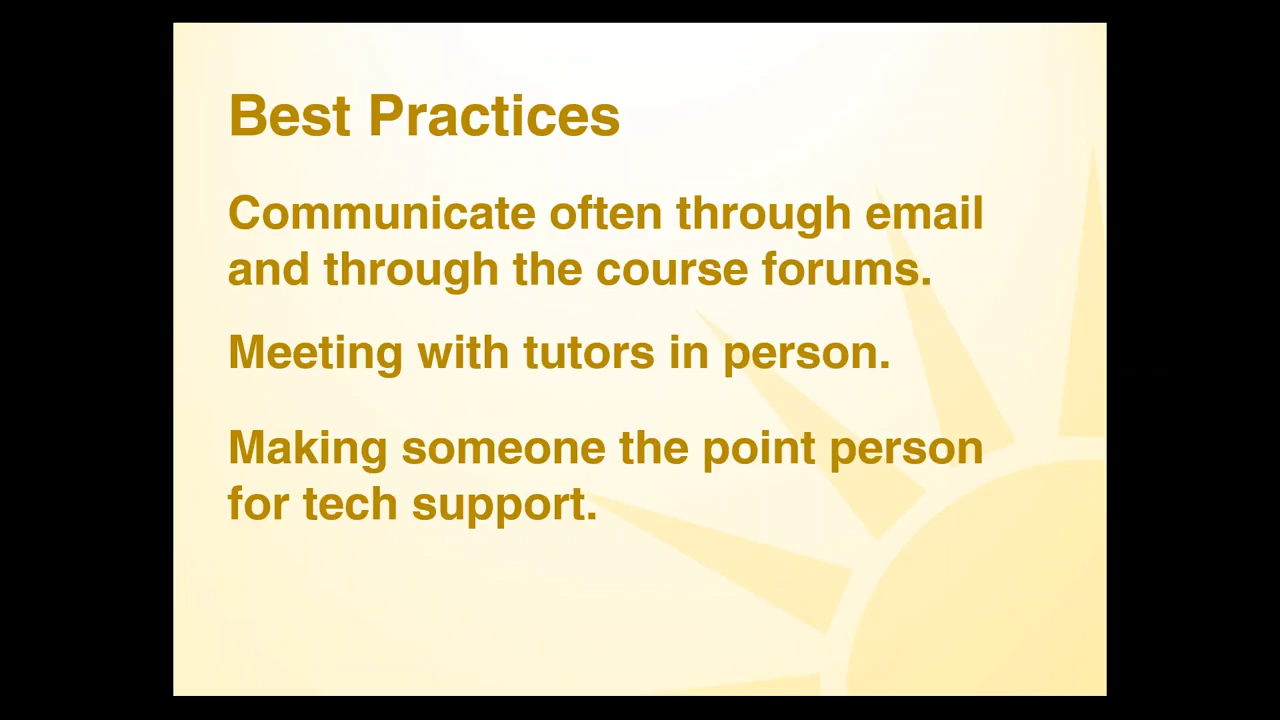 Best Practices
Communicate often through email
and through the course forums.
Meeting with tutors in person.
Making someone the point person
for tech support.